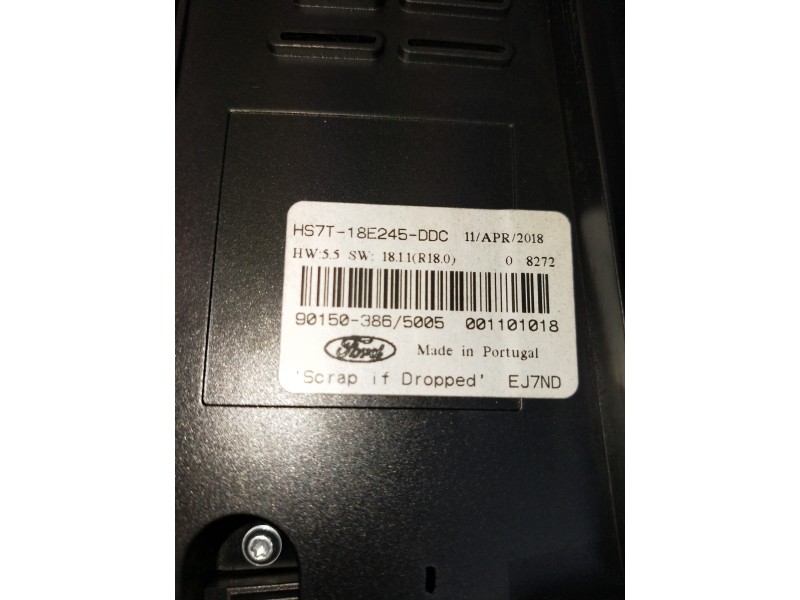 HS7T-18E245-DDC 11/APR/2018
HW:5.5 SW: 18.11(R18.0) 0 8272
90150-386/5005 001101018
Ford Made in Portugal
'Scrap if Dropped' EJ7ND